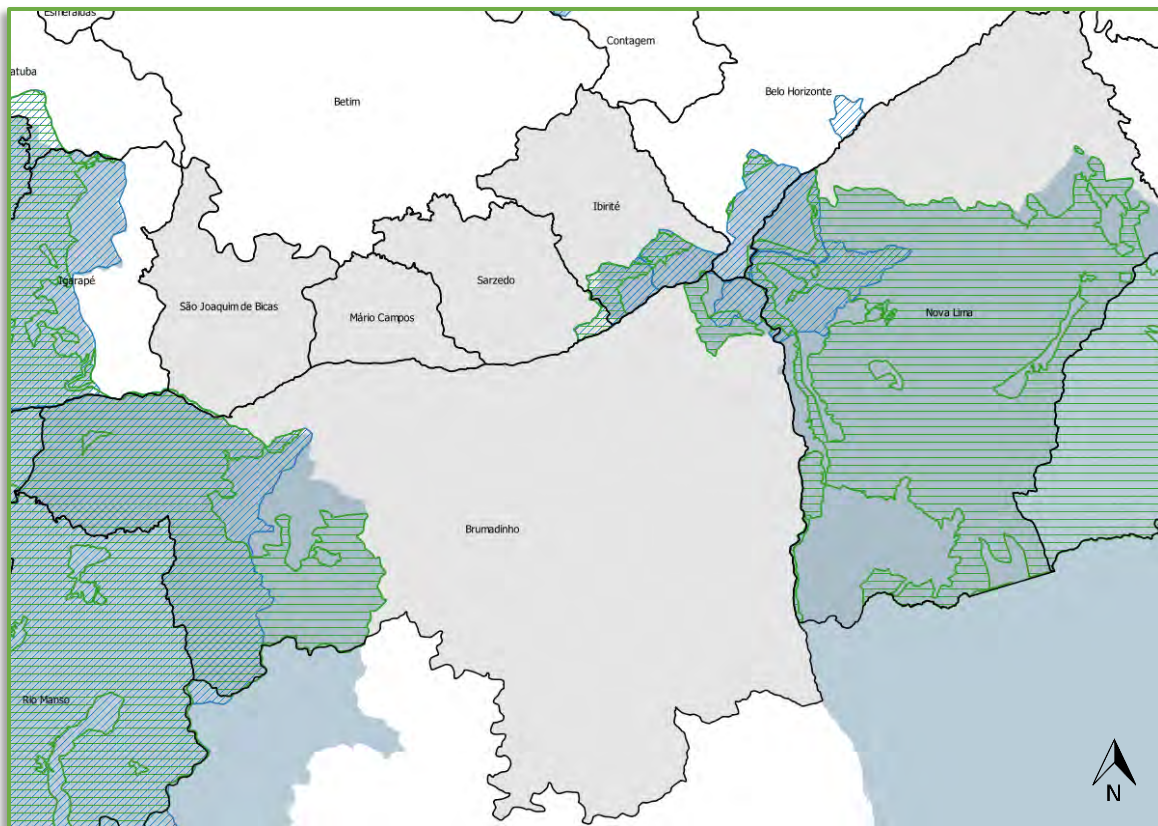 Esmeraldas
Contagem
atuba
Belo Horizonte
Betim
Ibirité
Igarapé
São Joaquim de Bicas
Sarzedo
Mário Campos
Nova Lima
Brumadinho
Rio Manso
N